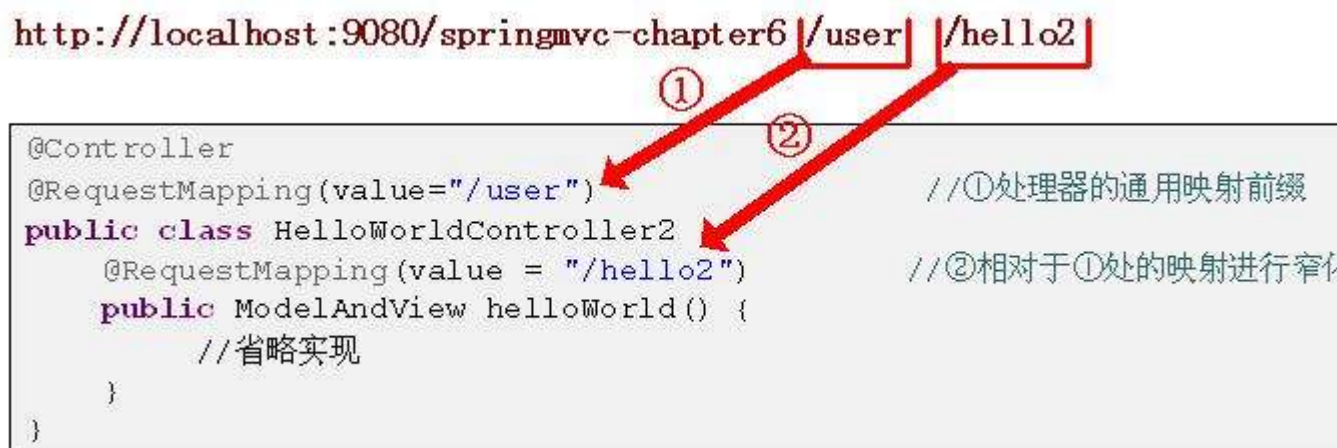 http://localhost:9080/springmvc-chapter6 /user /hello2
①
②
@Controller
@RequestMapping(value="/user") //①处理器的通用映射前缀
public class HelloWorldController2
@RequestMapping(value = "/hello2") //②相对于①处的映射进行窄
public ModelAndView helloWorld() {
//省略实现
}
}